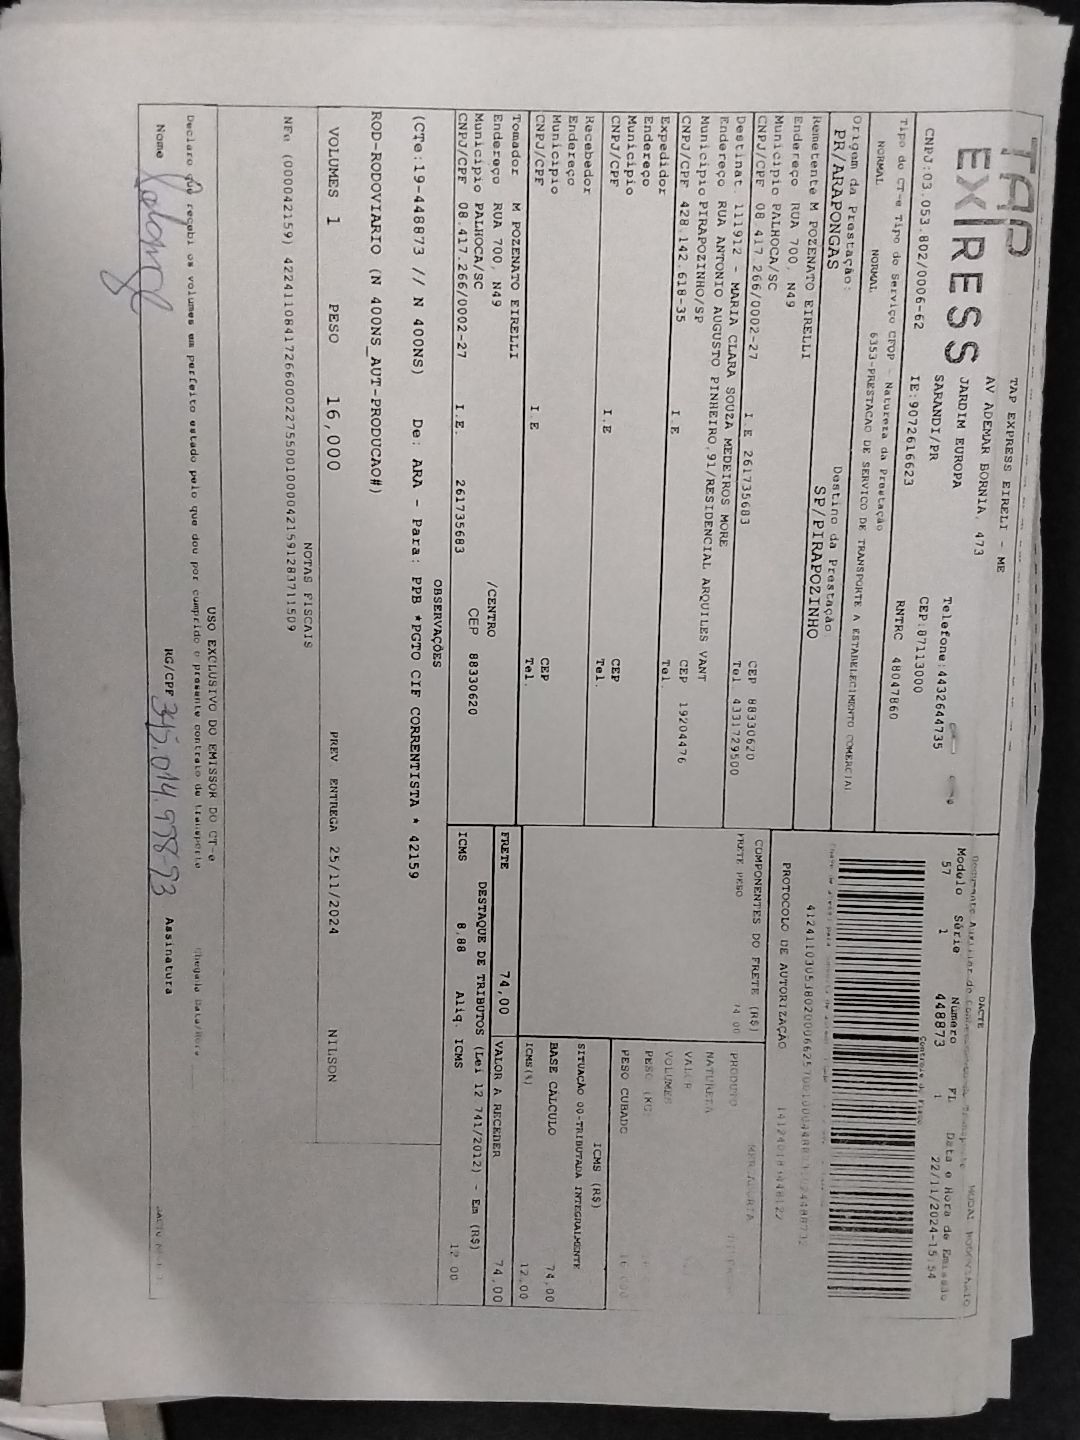 TAP
EXPRESS
TAP EXPRESS EIRELI - ME
AV ADEMAR BORNIA, 473
JARDIM EUROPA
SARANDI/PR
Telefone:4432644735
CEP:87113000
CNPJ:03.053.802/0006-62
IE:9072616623
RNTRC 48047860
DACTE
MODAL RODOVIARIO
Modelo Série Número FL Data e Hora de Emissão
57 1 448873 1 22/11/2024-15:54
Controle do Fisco
Tipo do CT-e Tipo do Serviço CFOP - Natureza da Prestação
NORMAL NORMAL 6353-PRESTACAO DE SERVICO DE TRANSPORTE A ESTABELECIMENTO COMERCIAL
Origem da Prestação: Destino da Prestação
PR/ARAPONGAS SP/PIRAPOZINHO
PROTOCOLO DE AUTORIZAÇÃO
Remetente M POZENATO EIRELLI
Endereço RUA 700, N49
Município PALHOCA/SC CEP 88330620
CNPJ/CPF 08.417.266/0002-27 I.E 261735683 Tel 4331729500
Destinat. 111912 - MARIA CLARA SOUZA MEDEIROS MORE
Endereço RUA ANTONIO AUGUSTO PINHEIRO,91/RESIDENCIAL ARQUILES VANT
Município PIRAPOZINHO/SP CEP 19204476
CNPJ/CPF 428.142.618-35 I.E Tel.
Expedidor
Endereço
Município CEP
CNPJ/CPF I.E Tel.
Recebedor
Endereço
Município CEP
CNPJ/CPF I.E Tel.
Tomador M POZENATO EIRELLI
Endereço RUA 700, N49 /CENTRO
Município PALHOCA/SC CEP 88330620
CNPJ/CPF 08.417.266/0002-27 I.E. 261735683
COMPONENTES DO FRETE (R$)
FRETE PESO 74,00
PRODUTO
NATUREZA
VALOR
VOLUMES
PESO (KG)
PESO CUBADO
ICMS (R$)
SITUAÇÃO 00-TRIBUTADA INTEGRALMENTE
BASE CALCULO 74,00
ICMS(%) 12,00
FRETE 74,00 VALOR A RECEBER 74,00
DESTAQUE DE TRIBUTOS (Lei 12 741/2012) - Em (R$)
ICMS 8,88 Aliq. ICMS 12,00
OBSERVAÇÕES
(CTe:19-448873 // N 400NS) De: ARA - Para: PPB *PGTO CIF CORRENTISTA * 42159
ROD-RODOVIARIO (N 400NS_AUT-PRODUCAO#)
VOLUMES 1 PESO 16,000 PREV ENTREGA 25/11/2024 NILSON
NOTAS FISCAIS
USO EXCLUSIVO DO EMISSOR DO CT-e
Declaro que recebi os volumes em perfeito estado pelo que dou por cumprido o presente contrato de transporte
Nome RG/CPF Assinatura